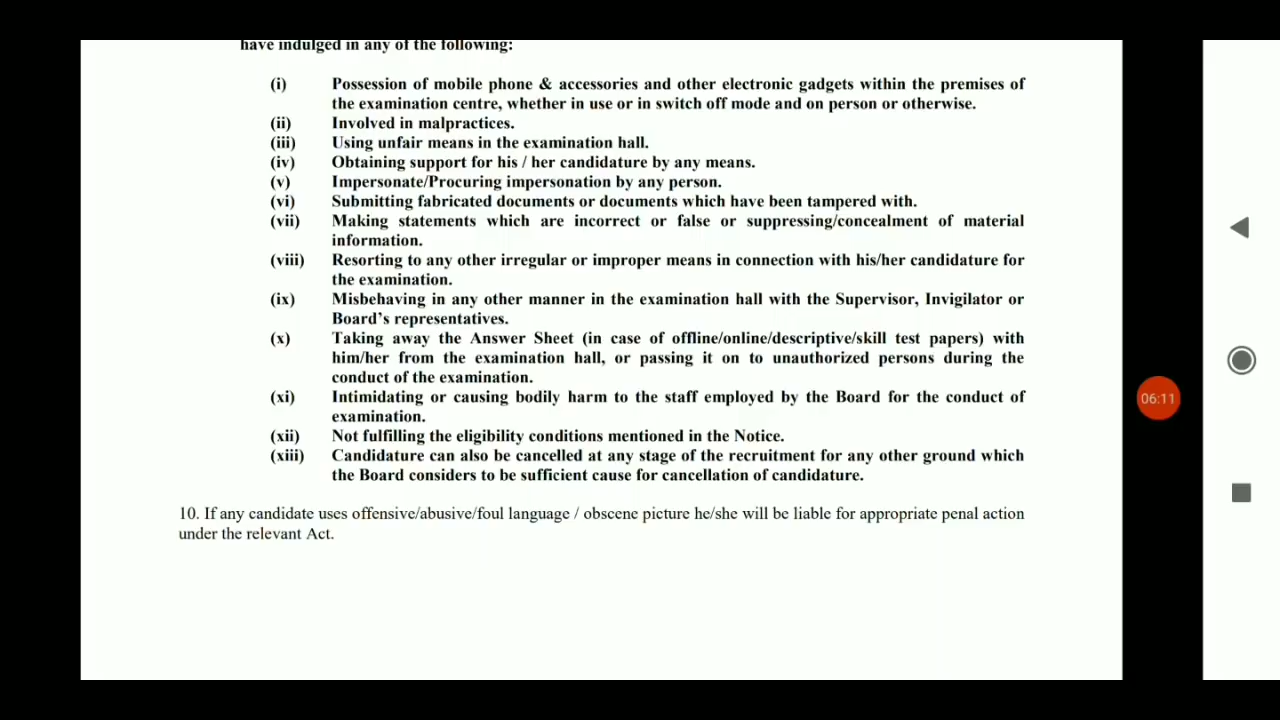 have indulged in any of the following:
(i) Possession of mobile phone & accessories and other electronic gadgets within the premises of
the examination centre, whether in use or in switch off mode and on person or otherwise.
(ii) Involved in malpractices.
(iii) Using unfair means in the examination hall.
(iv) Obtaining support for his / her candidature by any means.
(v) Impersonate/Procuring impersonation by any person.
(vi) Submitting fabricated documents or documents which have been tampered with.
(vii) Making statements which are incorrect or false or suppressing/concealment of material
information.
(viii) Resorting to any other irregular or improper means in connection with his/her candidature for
the examination.
(ix) Misbehaving in any other manner in the examination hall with the Supervisor, Invigilator or
Board’s representatives.
(x) Taking away the Answer Sheet (in case of offline/online/descriptive/skill test papers) with
him/her from the examination hall, or passing it on to unauthorized persons during the
conduct of the examination.
(xi) Intimidating or causing bodily harm to the staff employed by the Board for the conduct of
examination.
(xii) Not fulfilling the eligibility conditions mentioned in the Notice.
(xiii) Candidature can also be cancelled at any stage of the recruitment for any other ground which
the Board considers to be sufficient cause for cancellation of candidature.
10. If any candidate uses offensive/abusive/foul language / obscene picture he/she will be liable for appropriate penal action
under the relevant Act.
06:11